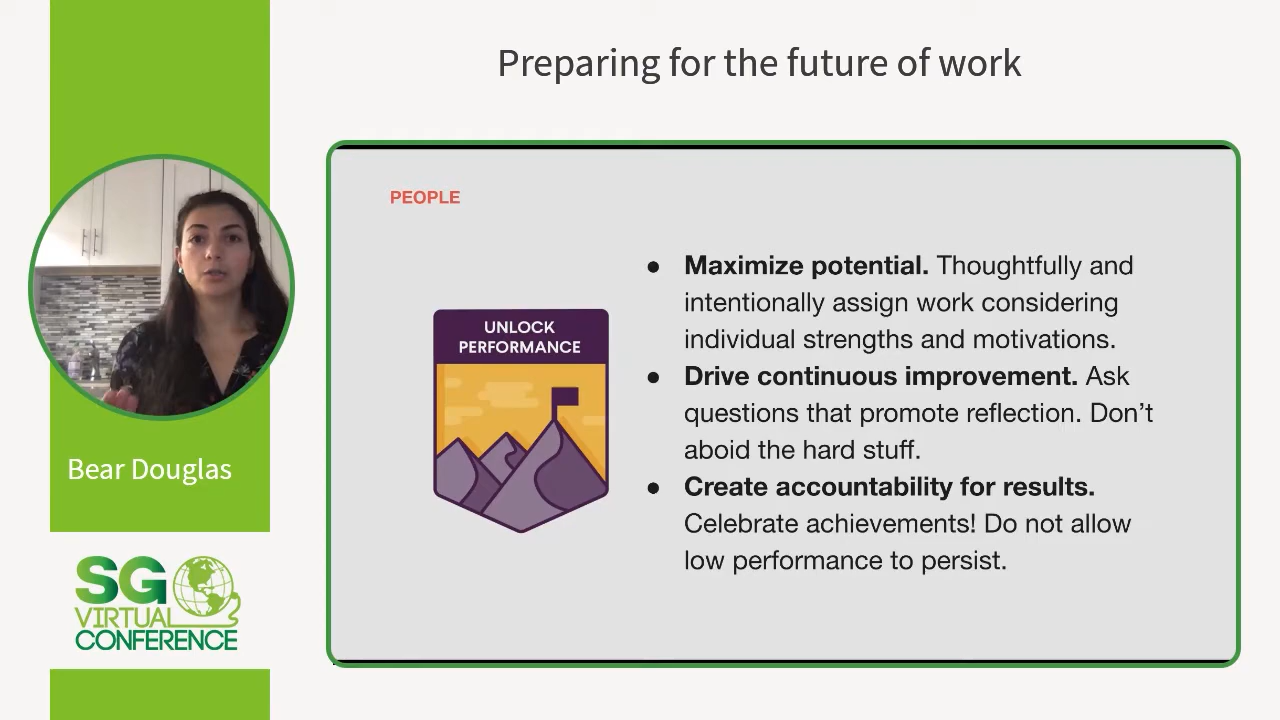 Preparing for the future of work
PEOPLE
UNLOCK
PERFORMANCE
● Maximize potential. Thoughtfully and
intentionally assign work considering
individual strengths and motivations.
● Drive continuous improvement. Ask
questions that promote reflection. Don’t
aboid the hard stuff.
● Create accountability for results.
Celebrate achievements! Do not allow
low performance to persist.
Bear Douglas
SG
VIRTUAL
CONFERENCE